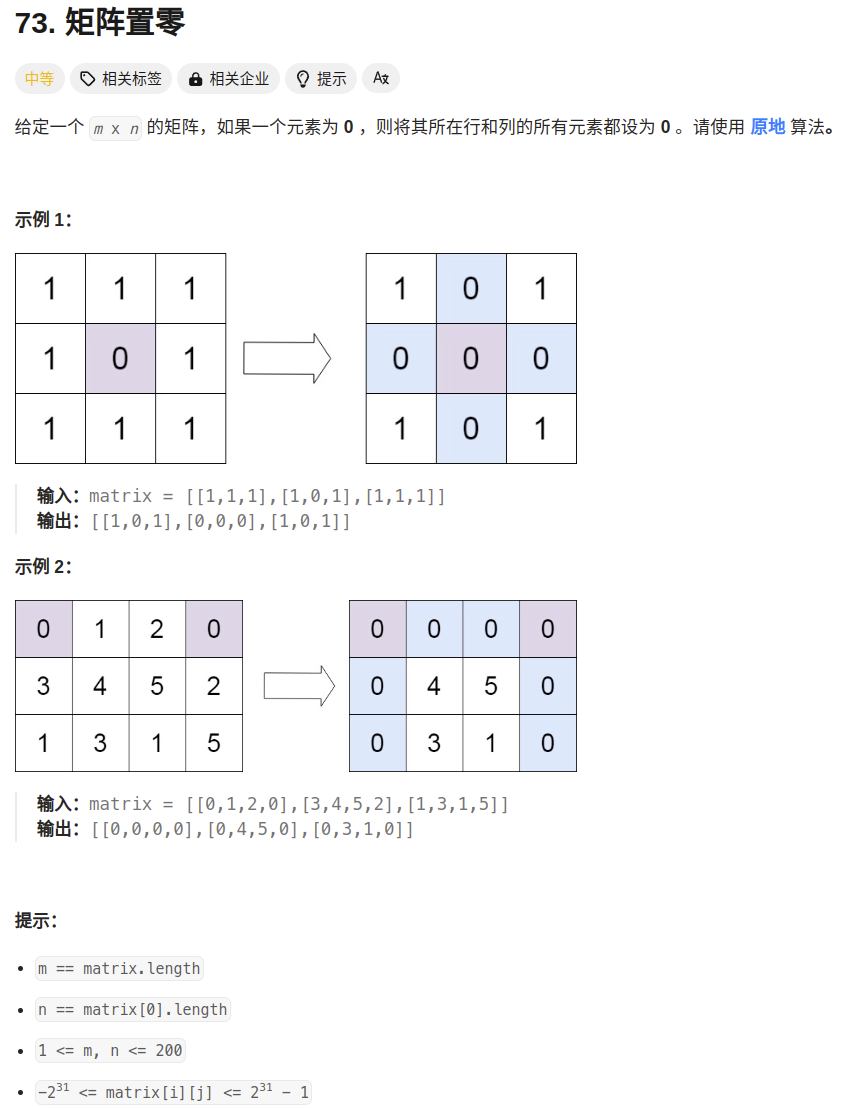 73. 矩阵置零
中等 相关标签 相关企业 提示 A文
给定一个 m x n 的矩阵，如果一个元素为 0 ，则将其所在行和列的所有元素都设为 0 。请使用 原地 算法。
示例 1：
1 1 1 1 0 1
1 0 1 0 0 0
1 1 1 1 0 1
输入：matrix = [[1,1,1],[1,0,1],[1,1,1]]
输出：[[1,0,1],[0,0,0],[1,0,1]]
示例 2：
0 1 2 0 0 0 0 0
3 4 5 2 0 4 5 0
1 3 1 5 0 3 1 0
输入：matrix = [[0,1,2,0],[3,4,5,2],[1,3,1,5]]
输出：[[0,0,0,0],[0,4,5,0],[0,3,1,0]]
提示：
m == matrix.length
n == matrix[0].length
1 <= m, n <= 200
-2³¹ <= matrix[i][j] <= 2³¹ - 1